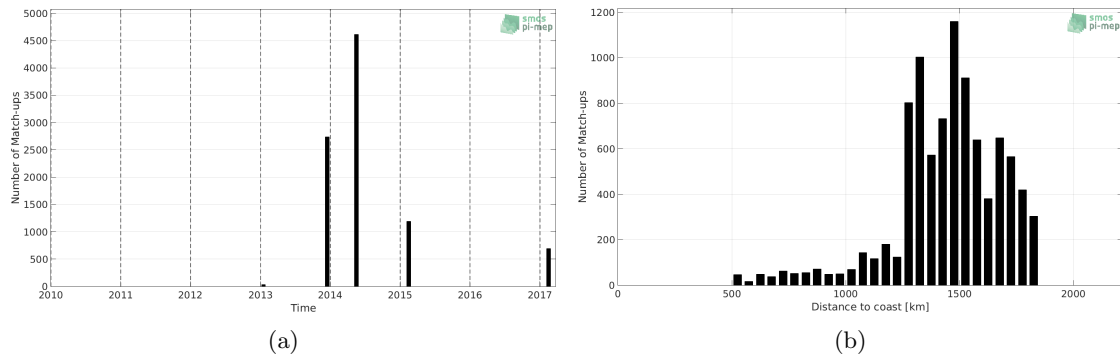 5000
4500
4000
3500
3000
2500
2000
1500
1000
500
0
Number of Match-ups
2010 2011 2012 2013 2014 2015 2016 2017
Time
smos
pi-mep
(a)
1200
1000
800
600
400
200
0
Number of Match-ups
0 500 1000 1500 2000
Distance to coast [km]
smos
pi-mep
(b)